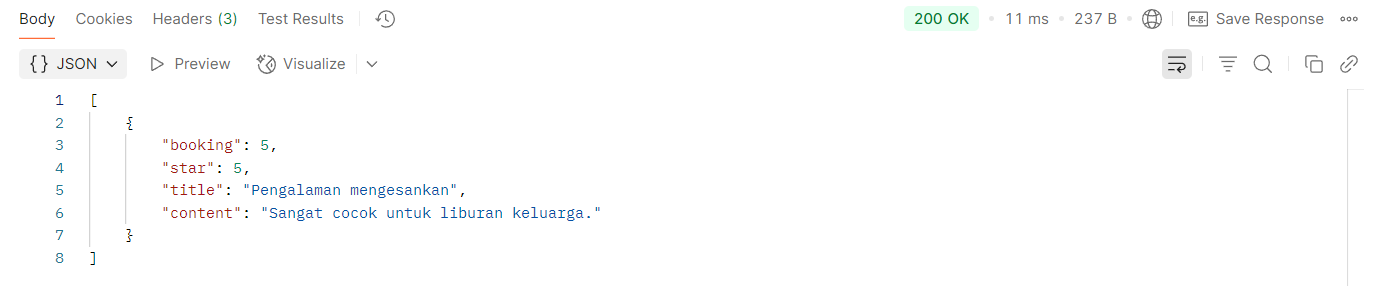 Body Cookies Headers (3) Test Results 200 OK 11 ms 237 B e.g. Save Response
{} JSON Preview Visualize
1 [
2 {
3 "booking": 5,
4 "star": 5,
5 "title": "Pengalaman mengesankan",
6 "content": "Sangat cocok untuk liburan keluarga."
7 }
8 ]